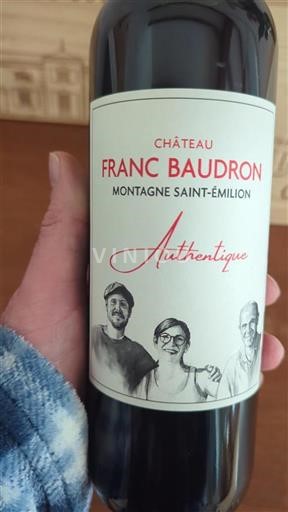 CHÂTEAU
FRANC BAUDRON
MONTAGNE SAINT-ÉMILION
Authentique